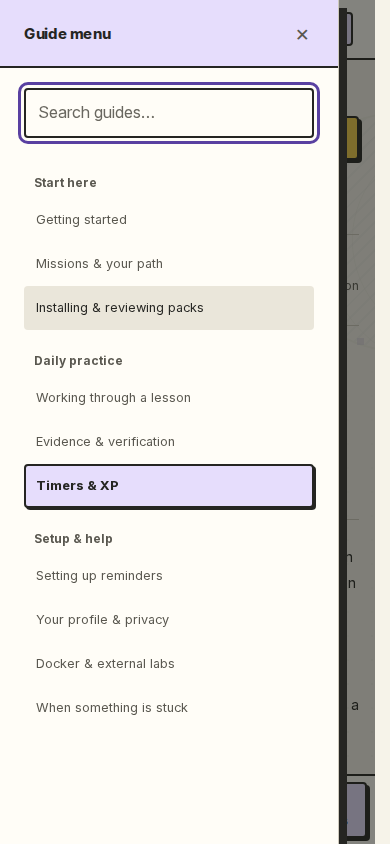 Guide menu
×
Search guides...
Start here
Getting started
Missions & your path
Installing & reviewing packs
on
Daily practice
Working through a lesson
Evidence & verification
Timers & XP
Setup & help
n
Setting up reminders
n
Your profile & privacy
Docker & external labs
When something is stuck
a